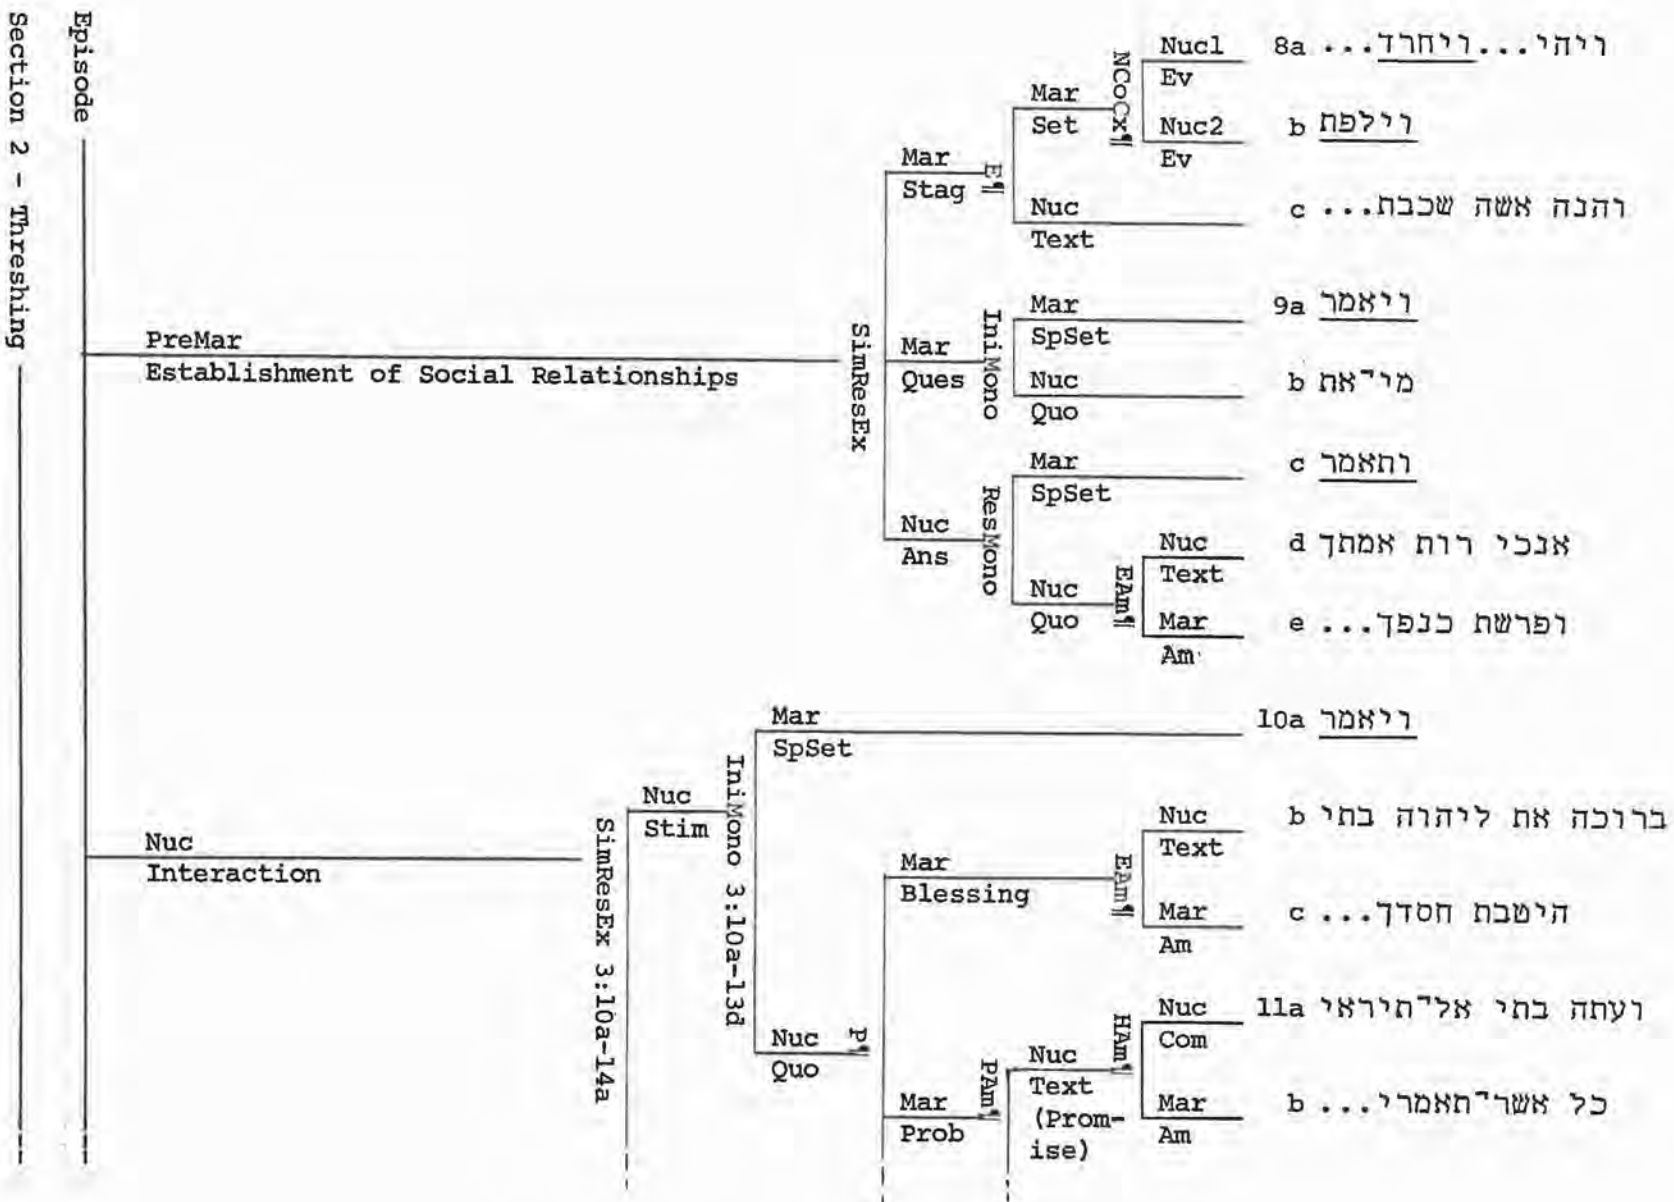 Section 2 - Threshing
Episode
PreMar
Establishment of Social Relationships
SimResEx
Mar
Stag
E¶
Mar
Set
NCoCx¶
Nuc1
Ev
8a ויהי...ויחרד...
Nuc2
Ev
b וילפת
Nuc
Text
c והנה אשה שכבת...
Mar
Ques
IniMono
Mar
SpSet
9a ויאמר
Nuc
Quo
b מי־את
Nuc
Ans
ResMono
Mar
SpSet
c ותאמר
Nuc
Quo
EAm¶
Nuc
Text
d אנכי רות אמתך
Mar
Am
e ופרשת כנפך...
Nuc
Interaction
SimResEx 3:10a-14a
Nuc
Stim
IniMono 3:10a-13d
Mar
SpSet
10a ויאמר
Nuc
Quo
P¶
Mar
Blessing
EAm¶
Nuc
Text
b ברוכה את ליהוה בתי
Mar
Am
c היטבת חסדך...
Mar
Prob
PAm¶
Nuc
Text
(Prom-
ise)
HAm¶
Nuc
Com
11a ועתה בתי אל־תיראי
Mar
Am
b כל אשר־תאמרי...